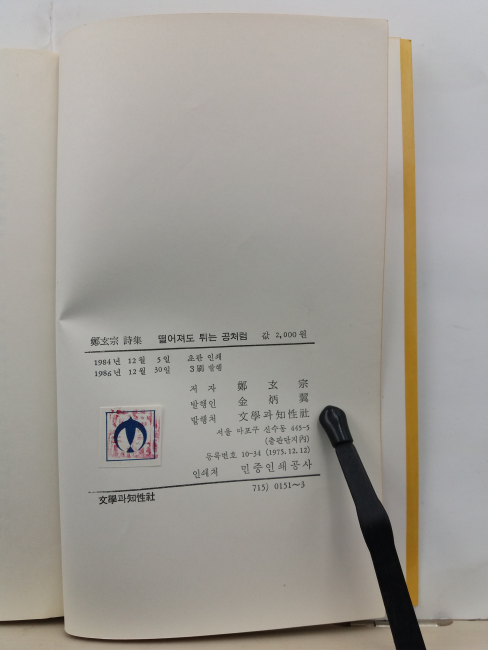 鄭玄宗 詩集 떨어져도 튀는 공처럼 값 2,000원
1984년 12월 5일 초판 인쇄
1986년 12월 30일 3刷 발행
저 자 鄭玄宗
발행인 金炳翼
발행처 文學과知性社
서울 마포구 신수동 445-5
(출판단지內)
등록번호 10-34 (1975. 12. 12)
인쇄처 민중인쇄공사
715) 0151~3
文學과知性社